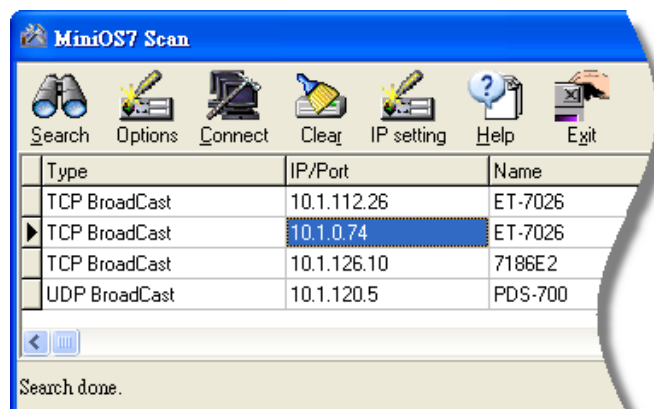 MiniOS7 Scan
Search Options Connect Clear IP setting Help Exit
Type IP/Port Name
TCP BroadCast 10.1.112.26 ET-7026
TCP BroadCast 10.1.0.74 ET-7026
TCP BroadCast 10.1.126.10 7186E2
UDP BroadCast 10.1.120.5 PDS-700
Search done.